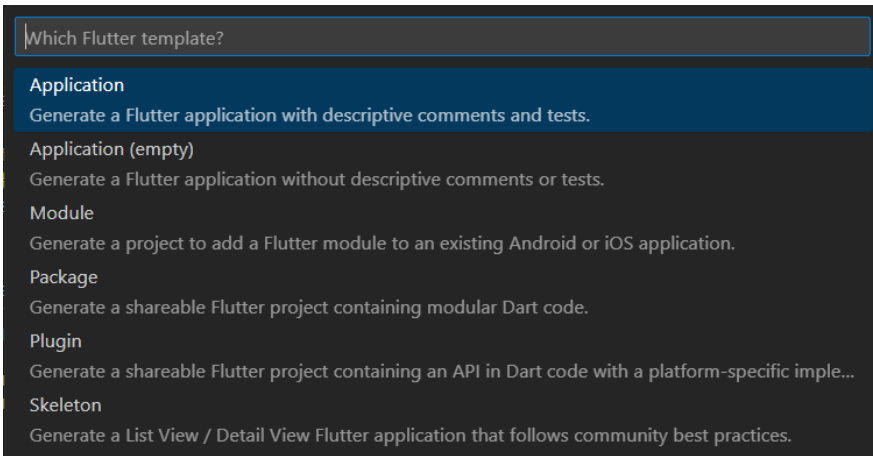 Which Flutter template?
Application
Generate a Flutter application with descriptive comments and tests.
Application (empty)
Generate a Flutter application without descriptive comments or tests.
Module
Generate a project to add a Flutter module to an existing Android or iOS application.
Package
Generate a shareable Flutter project containing modular Dart code.
Plugin
Generate a shareable Flutter project containing an API in Dart code with a platform-specific imple...
Skeleton
Generate a List View / Detail View Flutter application that follows community best practices.